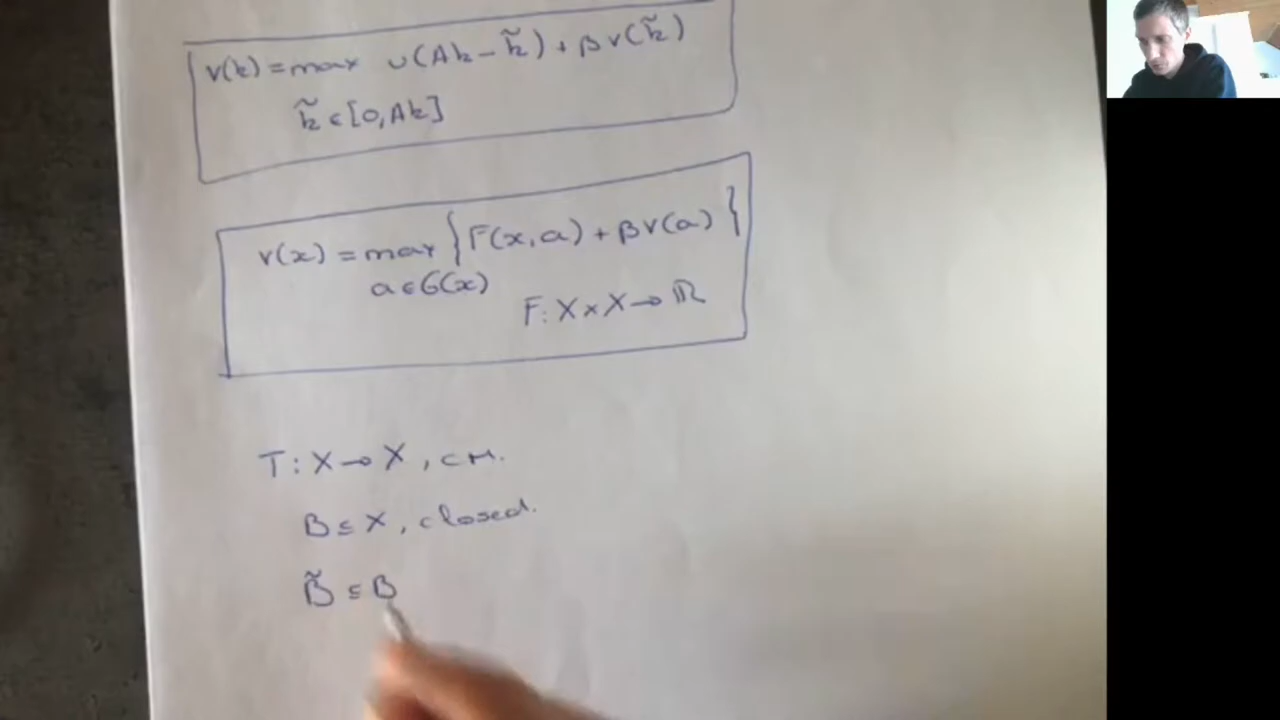 v(k) = max u(Ak − k̃) + βv(k̃)
k̃ ∈ [0, Ak]
v(x) = max {F(x, a) + βv(a)}
a ∈ G(x)
F: X × X → ℝ
T: X → X, C.M.
B ⊆ X, closed.
B̃ ⊆ B